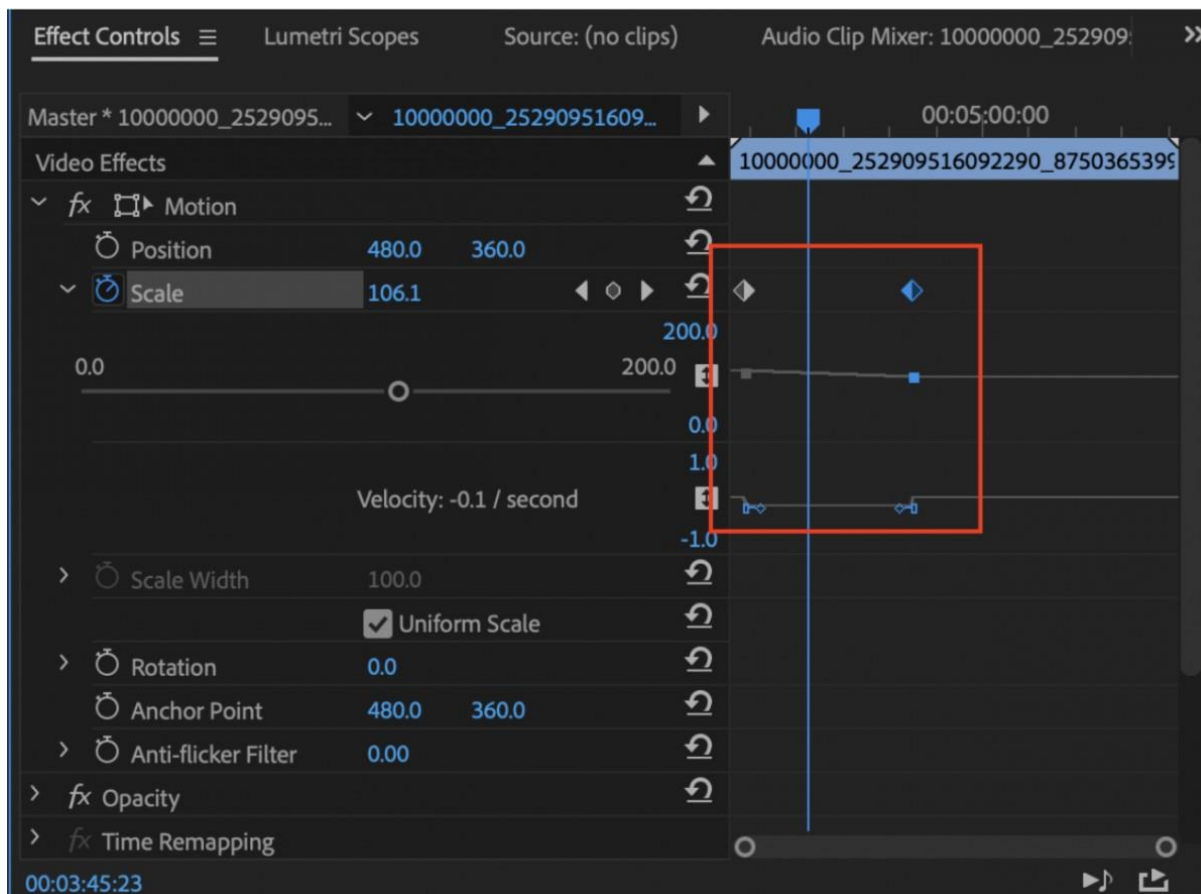 Effect Controls Lumetri Scopes Source: (no clips) Audio Clip Mixer: 10000000_252909:
Master * 10000000_2529095... 10000000_25290951609... 00:05:00:00
Video Effects 10000000_252909516092290_8750365399
fx Motion
Position 480.0 360.0
Scale 106.1
200.0
0.0 200.0
0.0
1.0
Velocity: -0.1 / second
-1.0
Scale Width 100.0
Uniform Scale
Rotation 0.0
Anchor Point 480.0 360.0
Anti-flicker Filter 0.00
fx Opacity
fx Time Remapping
00:03:45:23